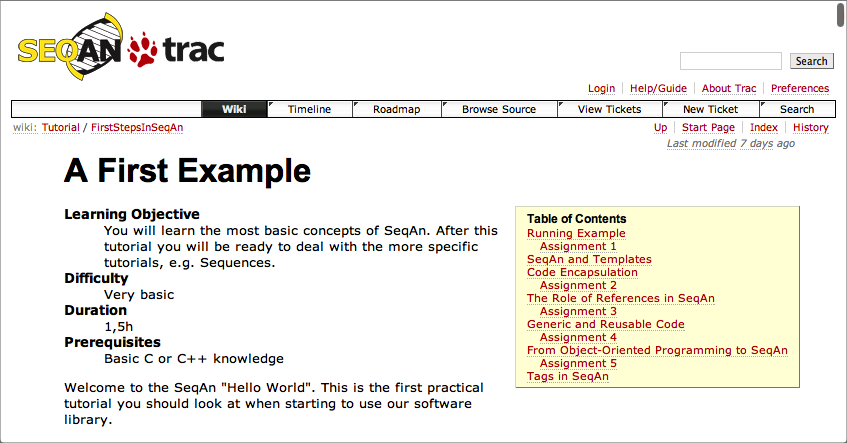 SEQAN trac
Search
Login Help/Guide About Trac Preferences
Wiki Timeline Roadmap Browse Source View Tickets New Ticket Search
wiki: Tutorial / FirstStepsInSeqAn Up Start Page Index History
Last modified 7 days ago
A First Example
Learning Objective
You will learn the most basic concepts of SeqAn. After this
tutorial you will be ready to deal with the more specific
tutorials, e.g. Sequences.
Difficulty
Very basic
Duration
1,5h
Prerequisites
Basic C or C++ knowledge
Welcome to the SeqAn "Hello World". This is the first practical
tutorial you should look at when starting to use our software
library.
Table of Contents
Running Example
Assignment 1
SeqAn and Templates
Code Encapsulation
Assignment 2
The Role of References in SeqAn
Assignment 3
Generic and Reusable Code
Assignment 4
From Object-Oriented Programming to SeqAn
Assignment 5
Tags in SeqAn